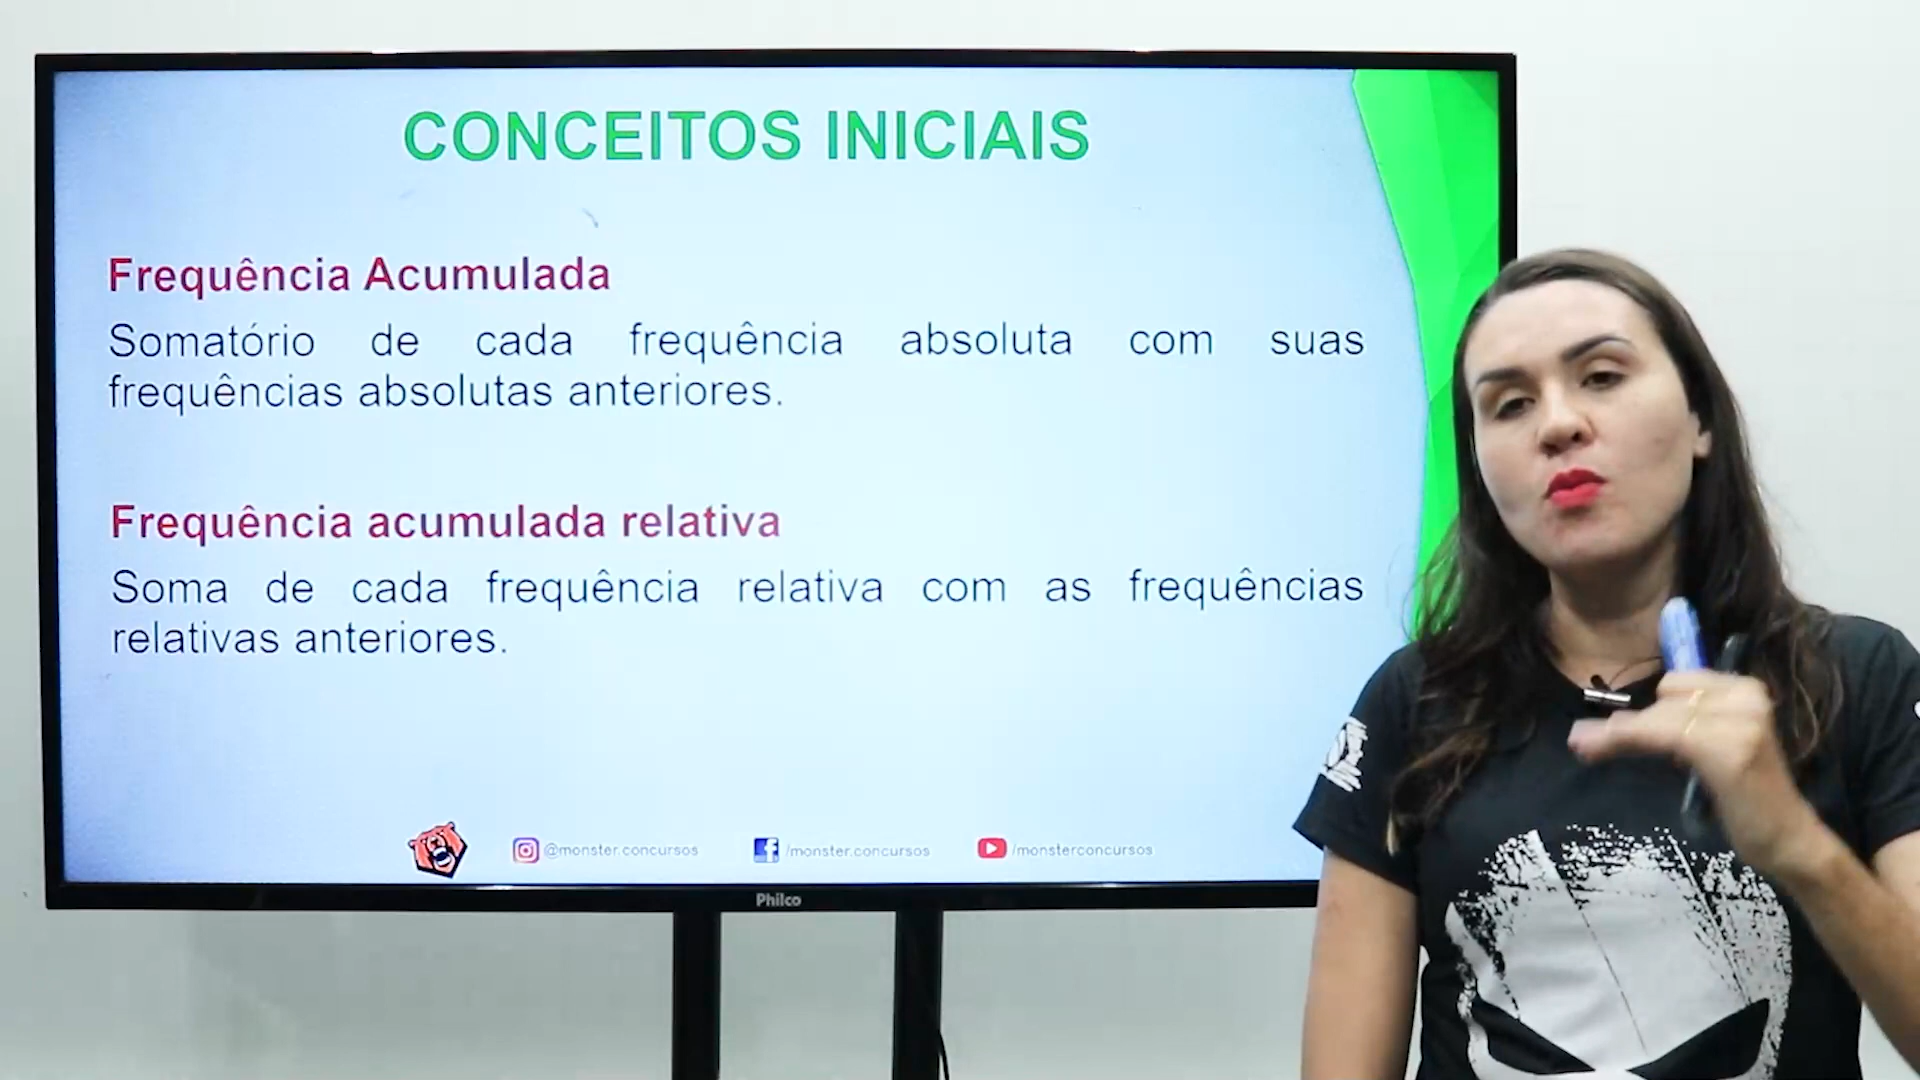 CONCEITOS INICIAIS
Frequência Acumulada
Somatório de cada frequência absoluta com suas
frequências absolutas anteriores.
Frequência acumulada relativa
Soma de cada frequência relativa com as frequências
relativas anteriores.
@monster.concursos
/monster.concursos
/monsterconcursos
Philco